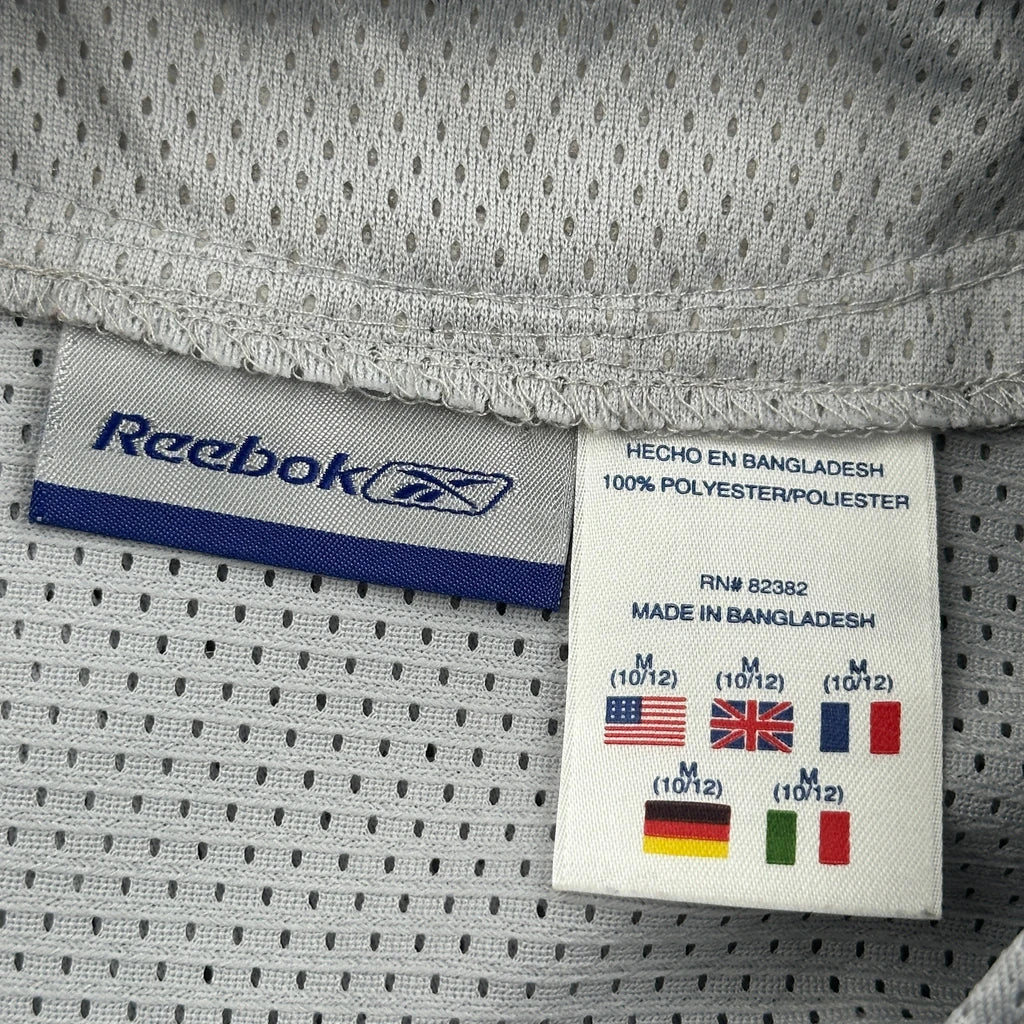 Reebok
HECHO EN BANGLADESH
100% POLYESTER/POLIESTER
RN# 82382
MADE IN BANGLADESH
M M M
(10/12) (10/12) (10/12)
M M
(10/12) (10/12)